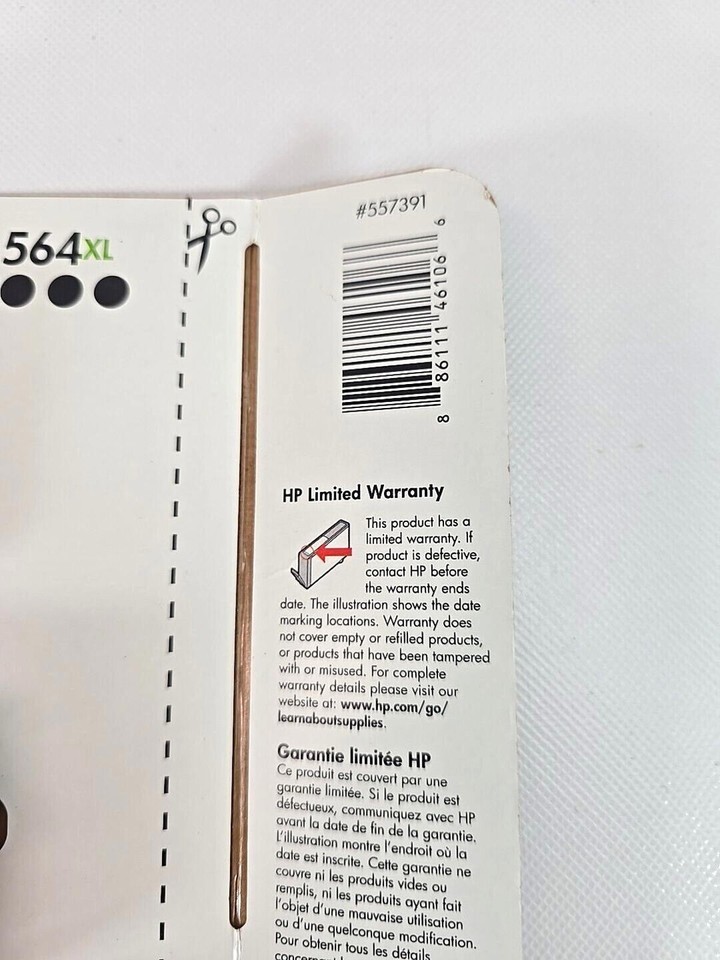 564XL
#557391
8 86111 46106 6
HP Limited Warranty
This product has a
limited warranty. If
product is defective,
contact HP before
the warranty ends
date. The illustration shows the date
marking locations. Warranty does
not cover empty or refilled products,
or products that have been tampered
with or misused. For complete
warranty details please visit our
website at: www.hp.com/go/
learnaboutsupplies.
Garantie limitée HP
Ce produit est couvert par une
garantie limitée. Si le produit est
défectueux, communiquez avec HP
avant la date de fin de la garantie.
L'illustration montre l'endroit où la
date est inscrite. Cette garantie ne
couvre ni les produits vides ou
remplis, ni les produits ayant fait
l'objet d'une mauvaise utilisation
ou d'une quelconque modification.
Pour obtenir tous les détails